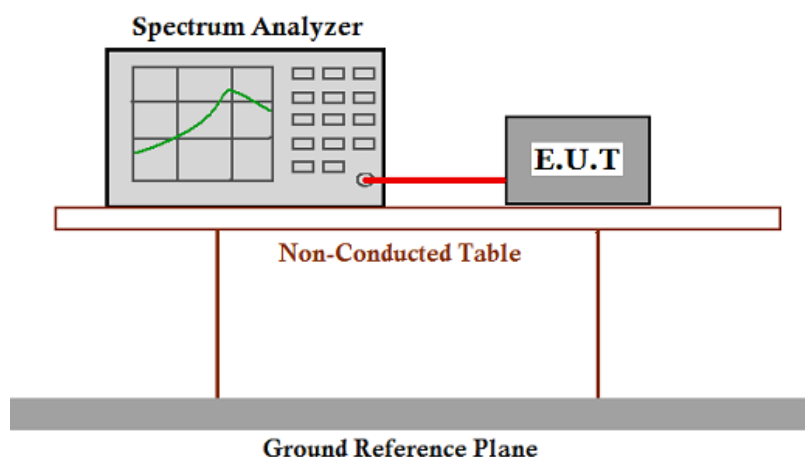 Spectrum Analyzer
E.U.T
Non-Conducted Table
Ground Reference Plane